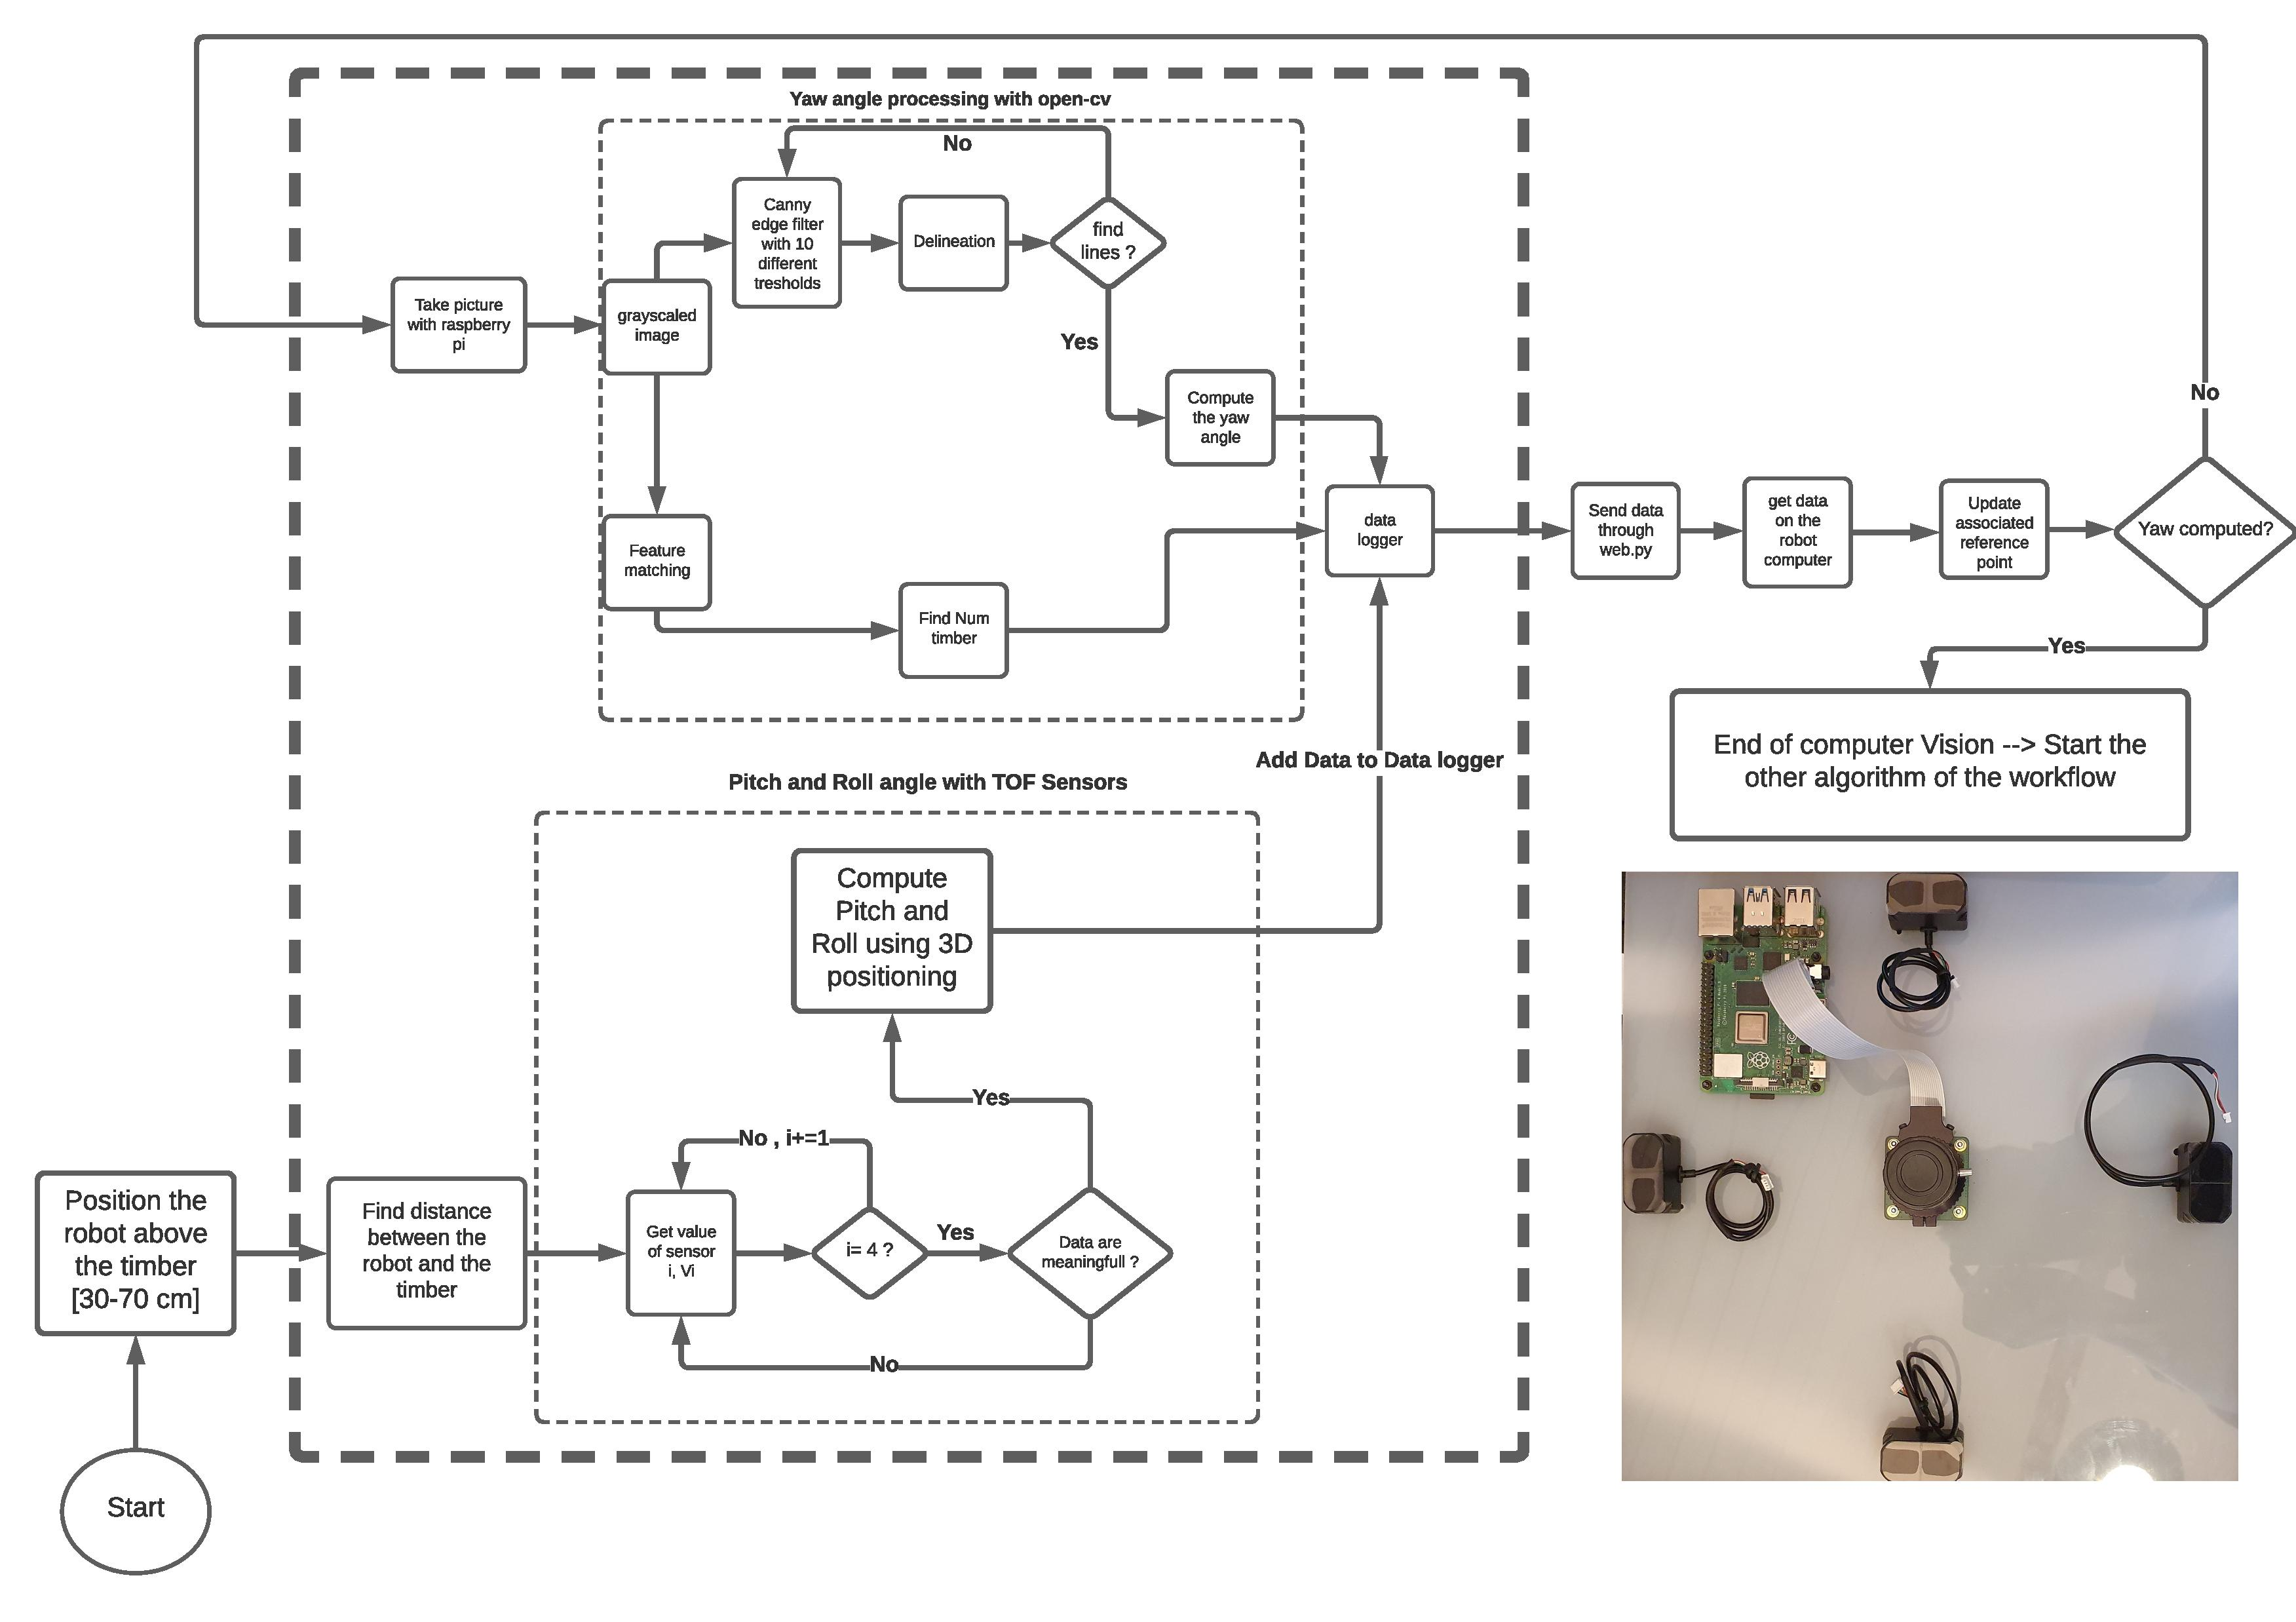 Yaw angle processing with open-cv
No
Canny
edge filter
with 10
different
tresholds
Delineation
find
lines ?
Take picture
with raspberry
pi
grayscaled
image
Yes
Compute
the yaw
angle
No
Feature
matching
Find Num
timber
data
logger
Send data
through
web.py
get data
on the
robot
computer
Update
associated
reference
point
Yaw computed?
Yes
End of computer Vision --> Start the
other algorithm of the workflow
Add Data to Data logger
Pitch and Roll angle with TOF Sensors
Compute
Pitch and
Roll using 3D
positioning
Yes
No , i+=1
Position the
robot above
the timber
[30-70 cm]
Find distance
between the
robot and the
timber
Get value
of sensor
i, Vi
i= 4 ?
Yes
Data are
meaningfull ?
No
Start